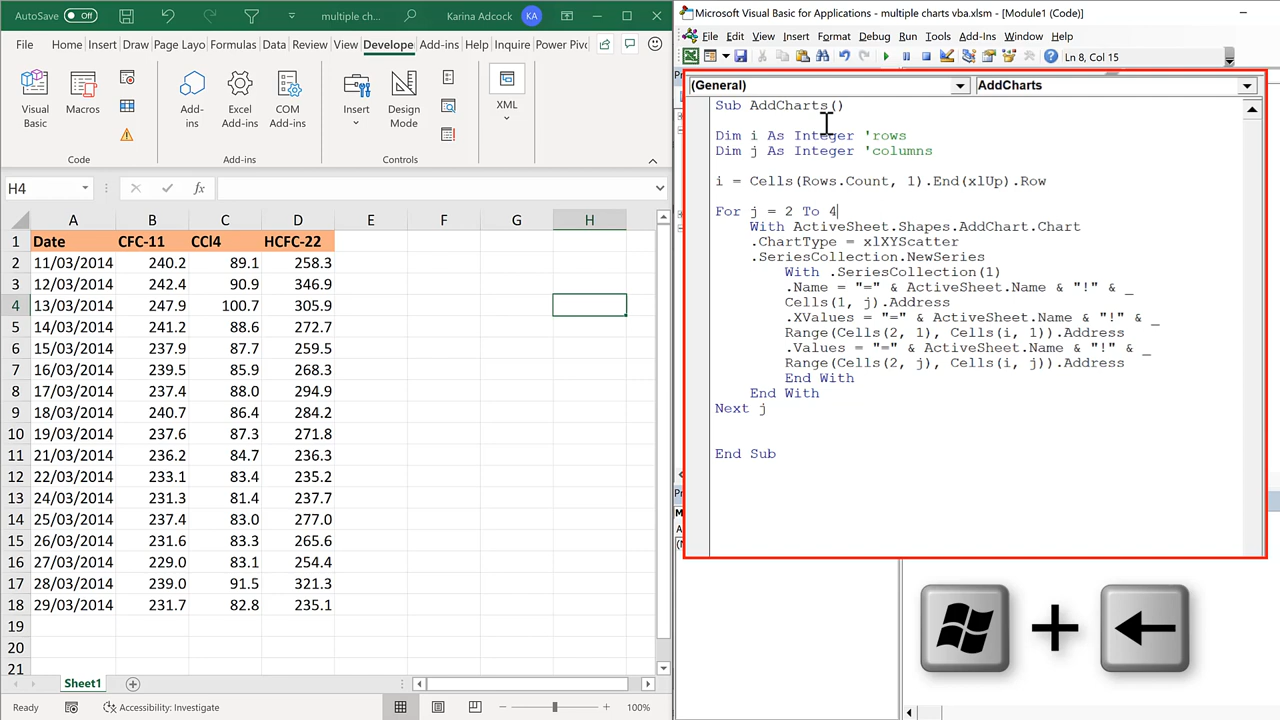 AutoSave Off multiple ch... Karina Adcock KA
File Home Insert Draw Page Layo Formulas Data Review View Develope Add-ins Help Inquire Power Piv
Visual Basic
Macros
Add-ins
Excel Add-ins
COM Add-ins
Insert
Design Mode
XML
Code Add-ins Controls
H4 fx
A B C D E F G H
1 Date CFC-11 CCl4 HCFC-22
2 11/03/2014 240.2 89.1 258.3
3 12/03/2014 242.4 90.9 346.9
4 13/03/2014 247.9 100.7 305.9
5 14/03/2014 241.2 88.6 272.7
6 15/03/2014 237.9 87.7 259.5
7 16/03/2014 239.5 85.9 268.3
8 17/03/2014 237.4 88.0 294.9
9 18/03/2014 240.7 86.4 284.2
10 19/03/2014 237.6 87.3 271.8
11 21/03/2014 236.2 84.7 236.3
12 22/03/2014 233.1 83.4 235.2
13 24/03/2014 231.3 81.4 237.7
14 25/03/2014 237.4 83.0 277.0
15 26/03/2014 231.6 83.3 265.6
16 27/03/2014 229.0 83.1 254.4
17 28/03/2014 239.0 91.5 321.3
18 29/03/2014 231.7 82.8 235.1
19
20
21
Sheet1
Ready Accessibility: Investigate 100%
Microsoft Visual Basic for Applications - multiple charts vba.xlsm - [Module1 (Code)]
File Edit View Insert Format Debug Run Tools Add-Ins Window Help
Ln 8, Col 15
(General) AddCharts
Sub AddCharts()
Dim i As Integer 'rows
Dim j As Integer 'columns
i = Cells(Rows.Count, 1).End(xlUp).Row
For j = 2 To 4
With ActiveSheet.Shapes.AddChart.Chart
.ChartType = xlXYScatter
.SeriesCollection.NewSeries
With .SeriesCollection(1)
.Name = "=" & ActiveSheet.Name & "!" & _
Cells(1, j).Address
.XValues = "=" & ActiveSheet.Name & "!" & _
Range(Cells(2, 1), Cells(i, 1)).Address
.Values = "=" & ActiveSheet.Name & "!" & _
Range(Cells(2, j), Cells(i, j)).Address
End With
End With
Next j
End Sub
+